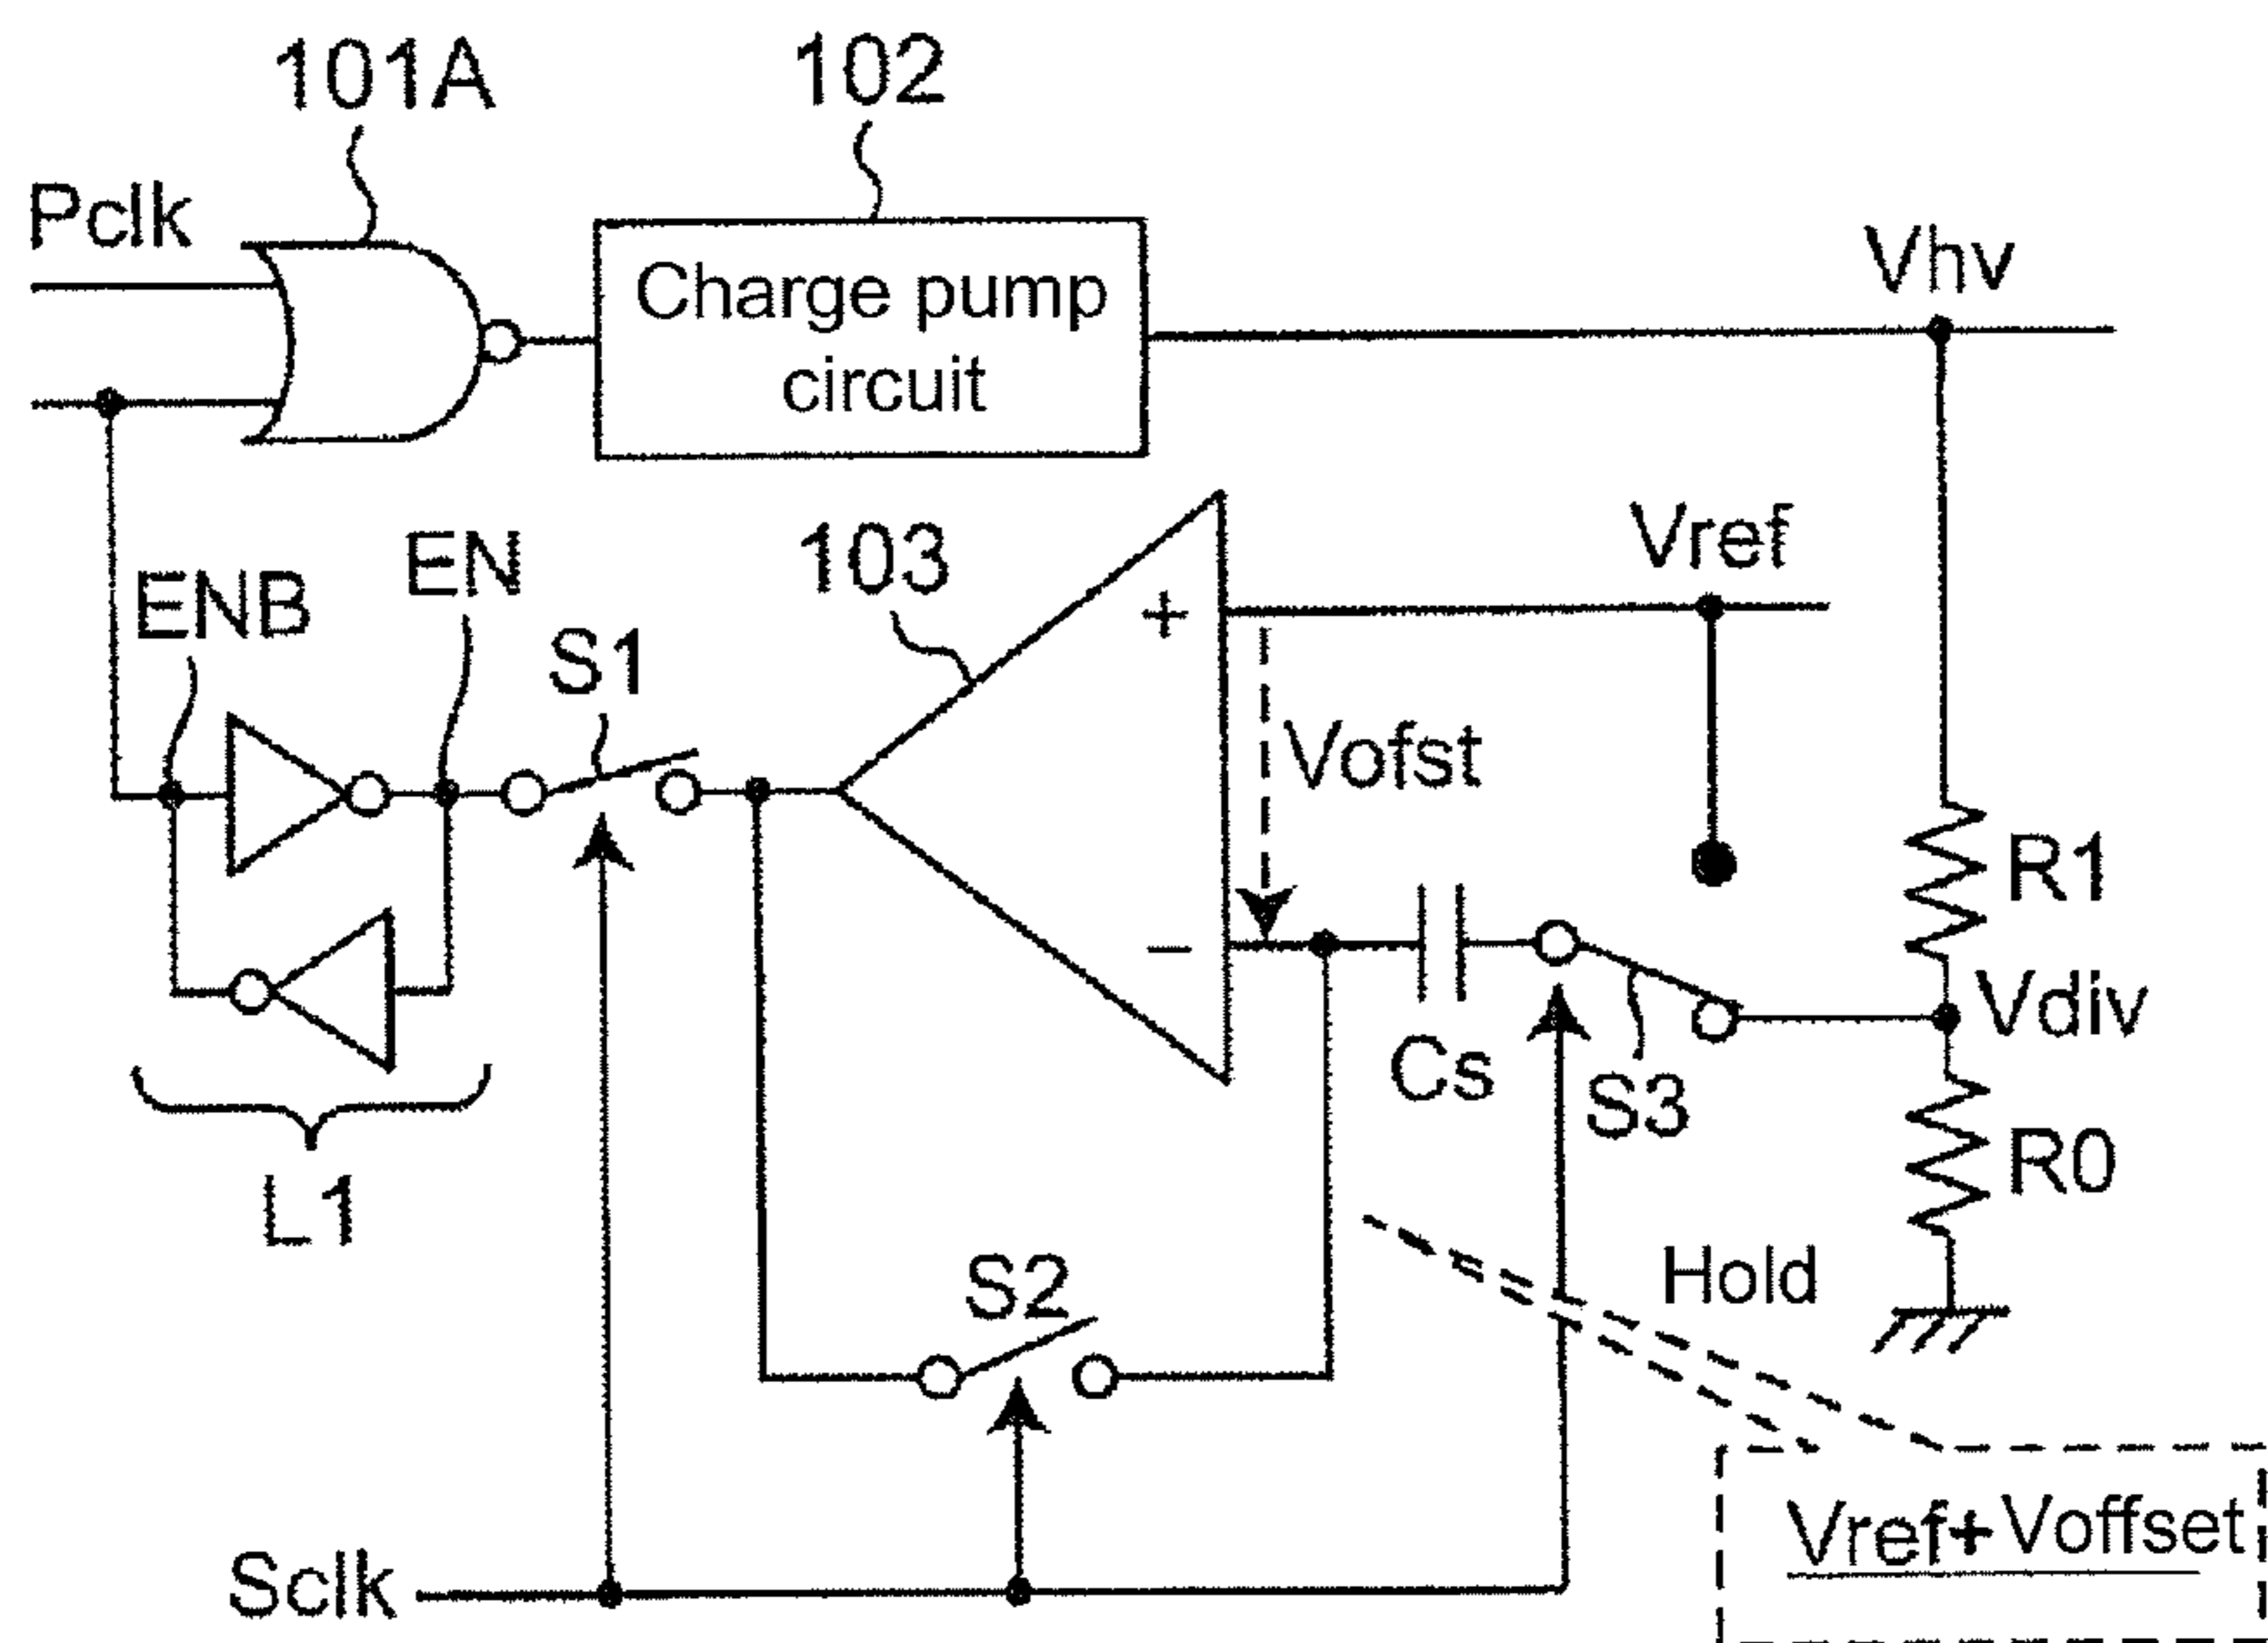 101A
102
Pclk
Charge pump
circuit
Vhv
ENB
EN
S1
103
+
Vref
Vofst
−
R1
Vdiv
Cs
S3
R0
L1
S2
Hold
Vref+Voffset
Sclk